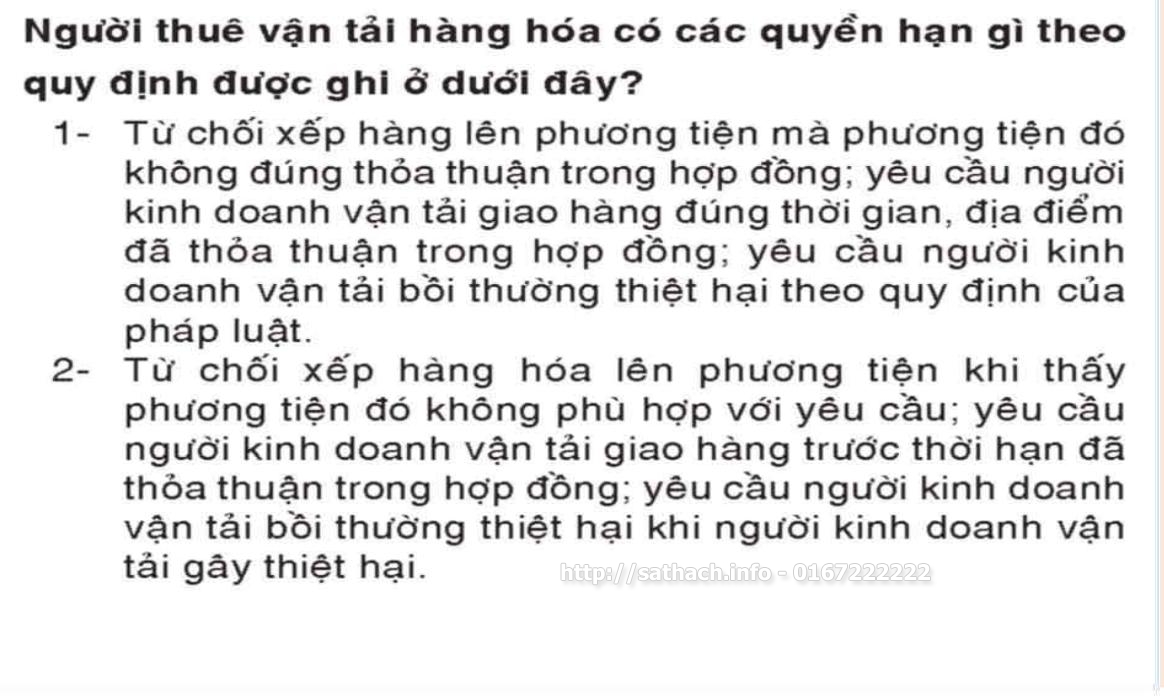 Người thuê vận tải hàng hóa có các quyền hạn gì theo
quy định được ghi ở dưới đây?
1- Từ chối xếp hàng lên phương tiện mà phương tiện đó
không đúng thỏa thuận trong hợp đồng; yêu cầu người
kinh doanh vận tải giao hàng đúng thời gian, địa điểm
đã thỏa thuận trong hợp đồng; yêu cầu người kinh
doanh vận tải bồi thường thiệt hại theo quy định của
pháp luật.
2- Từ chối xếp hàng hóa lên phương tiện khi thấy
phương tiện đó không phù hợp với yêu cầu; yêu cầu
người kinh doanh vận tải giao hàng trước thời hạn đã
thỏa thuận trong hợp đồng; yêu cầu người kinh doanh
vận tải bồi thường thiệt hại khi người kinh doanh vận
tải gây thiệt hại.
http://sathach.info - 0167222222